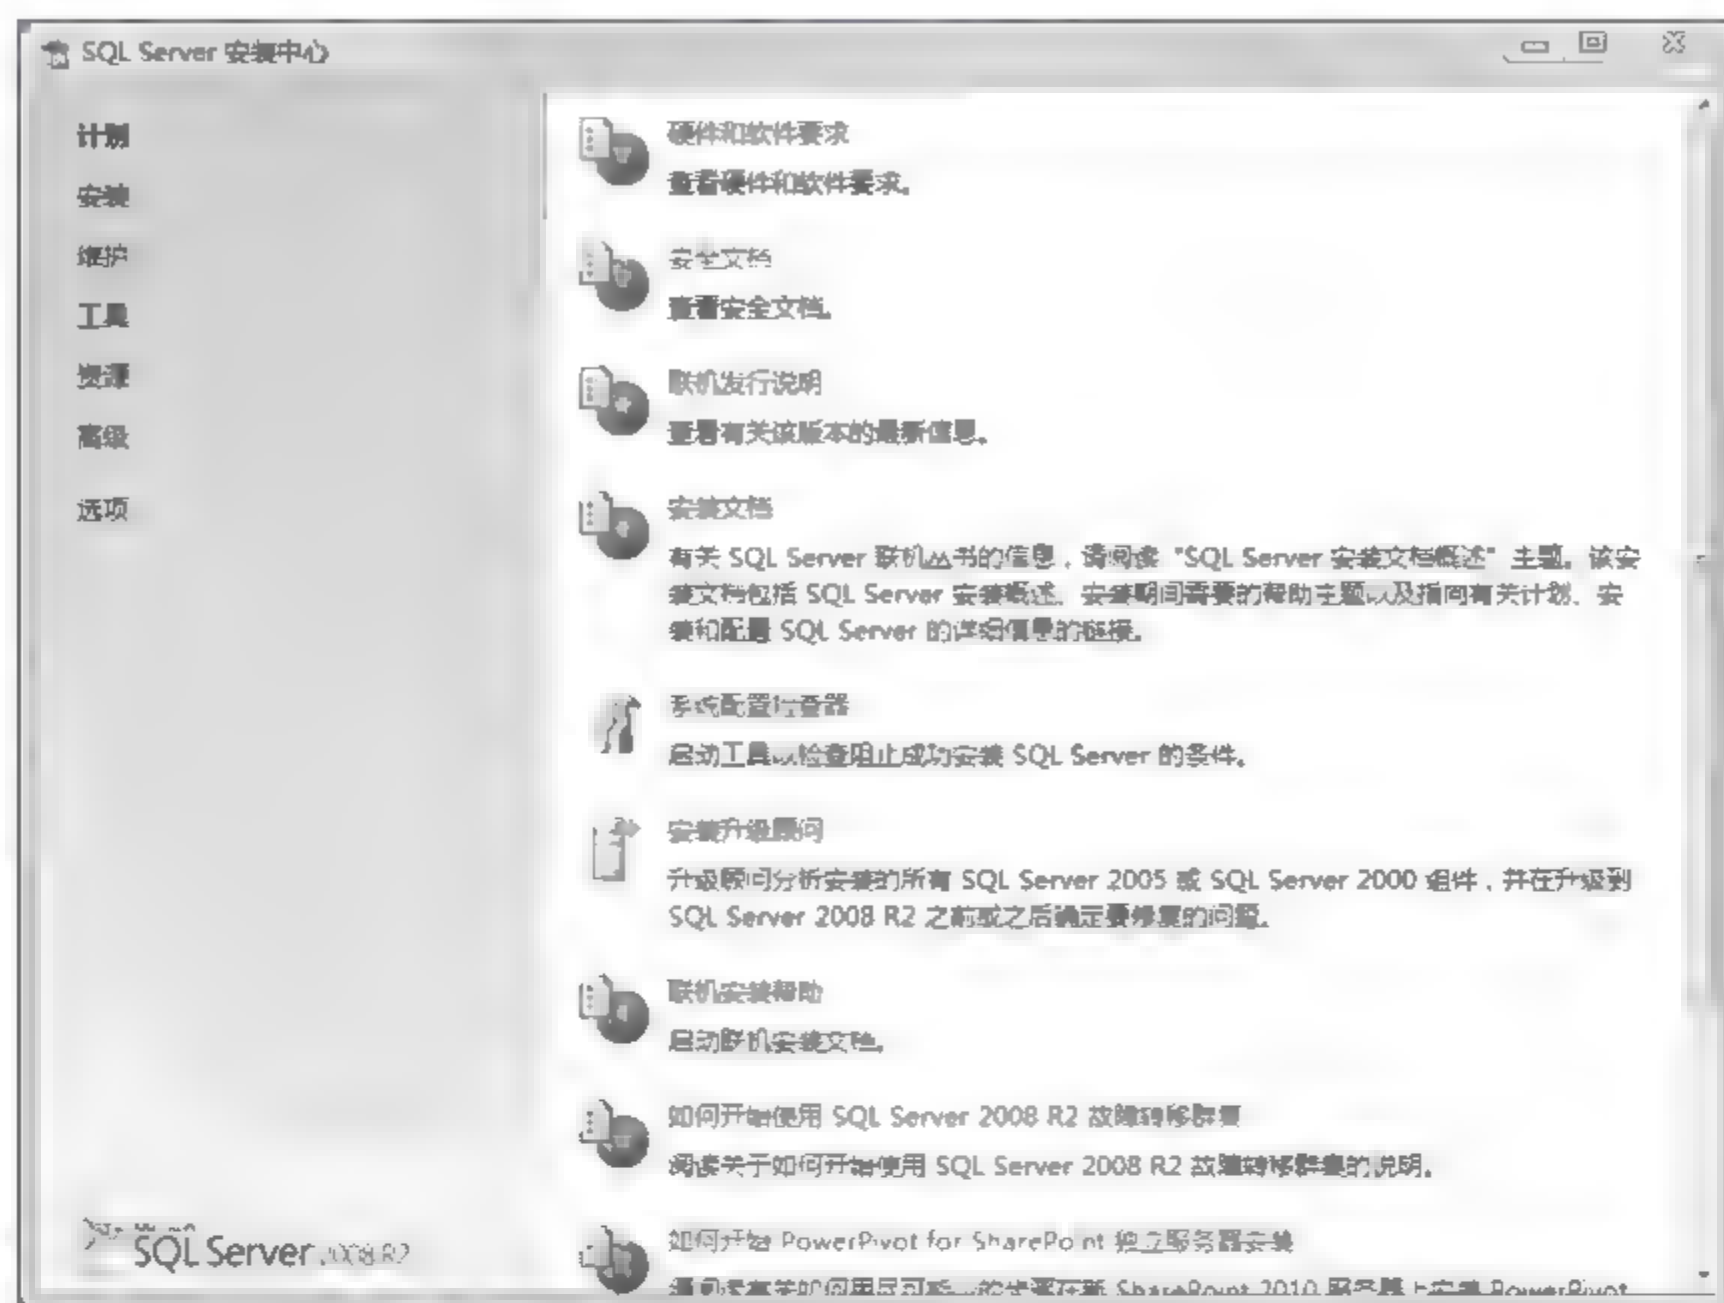 SQL Server 安装中心
计划
安装
维护
工具
资源
高级
选项
硬件和软件要求
查看硬件和软件要求。
安全文档
查看安全文档。
联机发行说明
查看有关该版本的最新信息。
安装文档
有关 SQL Server 联机丛书的信息，请阅读 "SQL Server 安装文档概述" 主题。该安
装文档包括 SQL Server 安装概述、安装期间需要的帮助主题以及指向有关计划、安
装和配置 SQL Server 的详细信息的链接。
系统配置检查器
启动工具以检查阻止成功安装 SQL Server 的条件。
安装升级顾问
升级顾问分析安装的所有 SQL Server 2005 或 SQL Server 2000 组件，并在升级到
SQL Server 2008 R2 之前或之后确定要修复的问题。
联机安装帮助
启动联机安装文档。
如何开始使用 SQL Server 2008 R2 故障转移群集
阅读关于如何开始使用 SQL Server 2008 R2 故障转移群集的说明。
如何开始 PowerPivot for SharePoint 独立服务器安装
SharePoint 2010 服务器上安装 PowerPivot
SQL Server 2008 R2